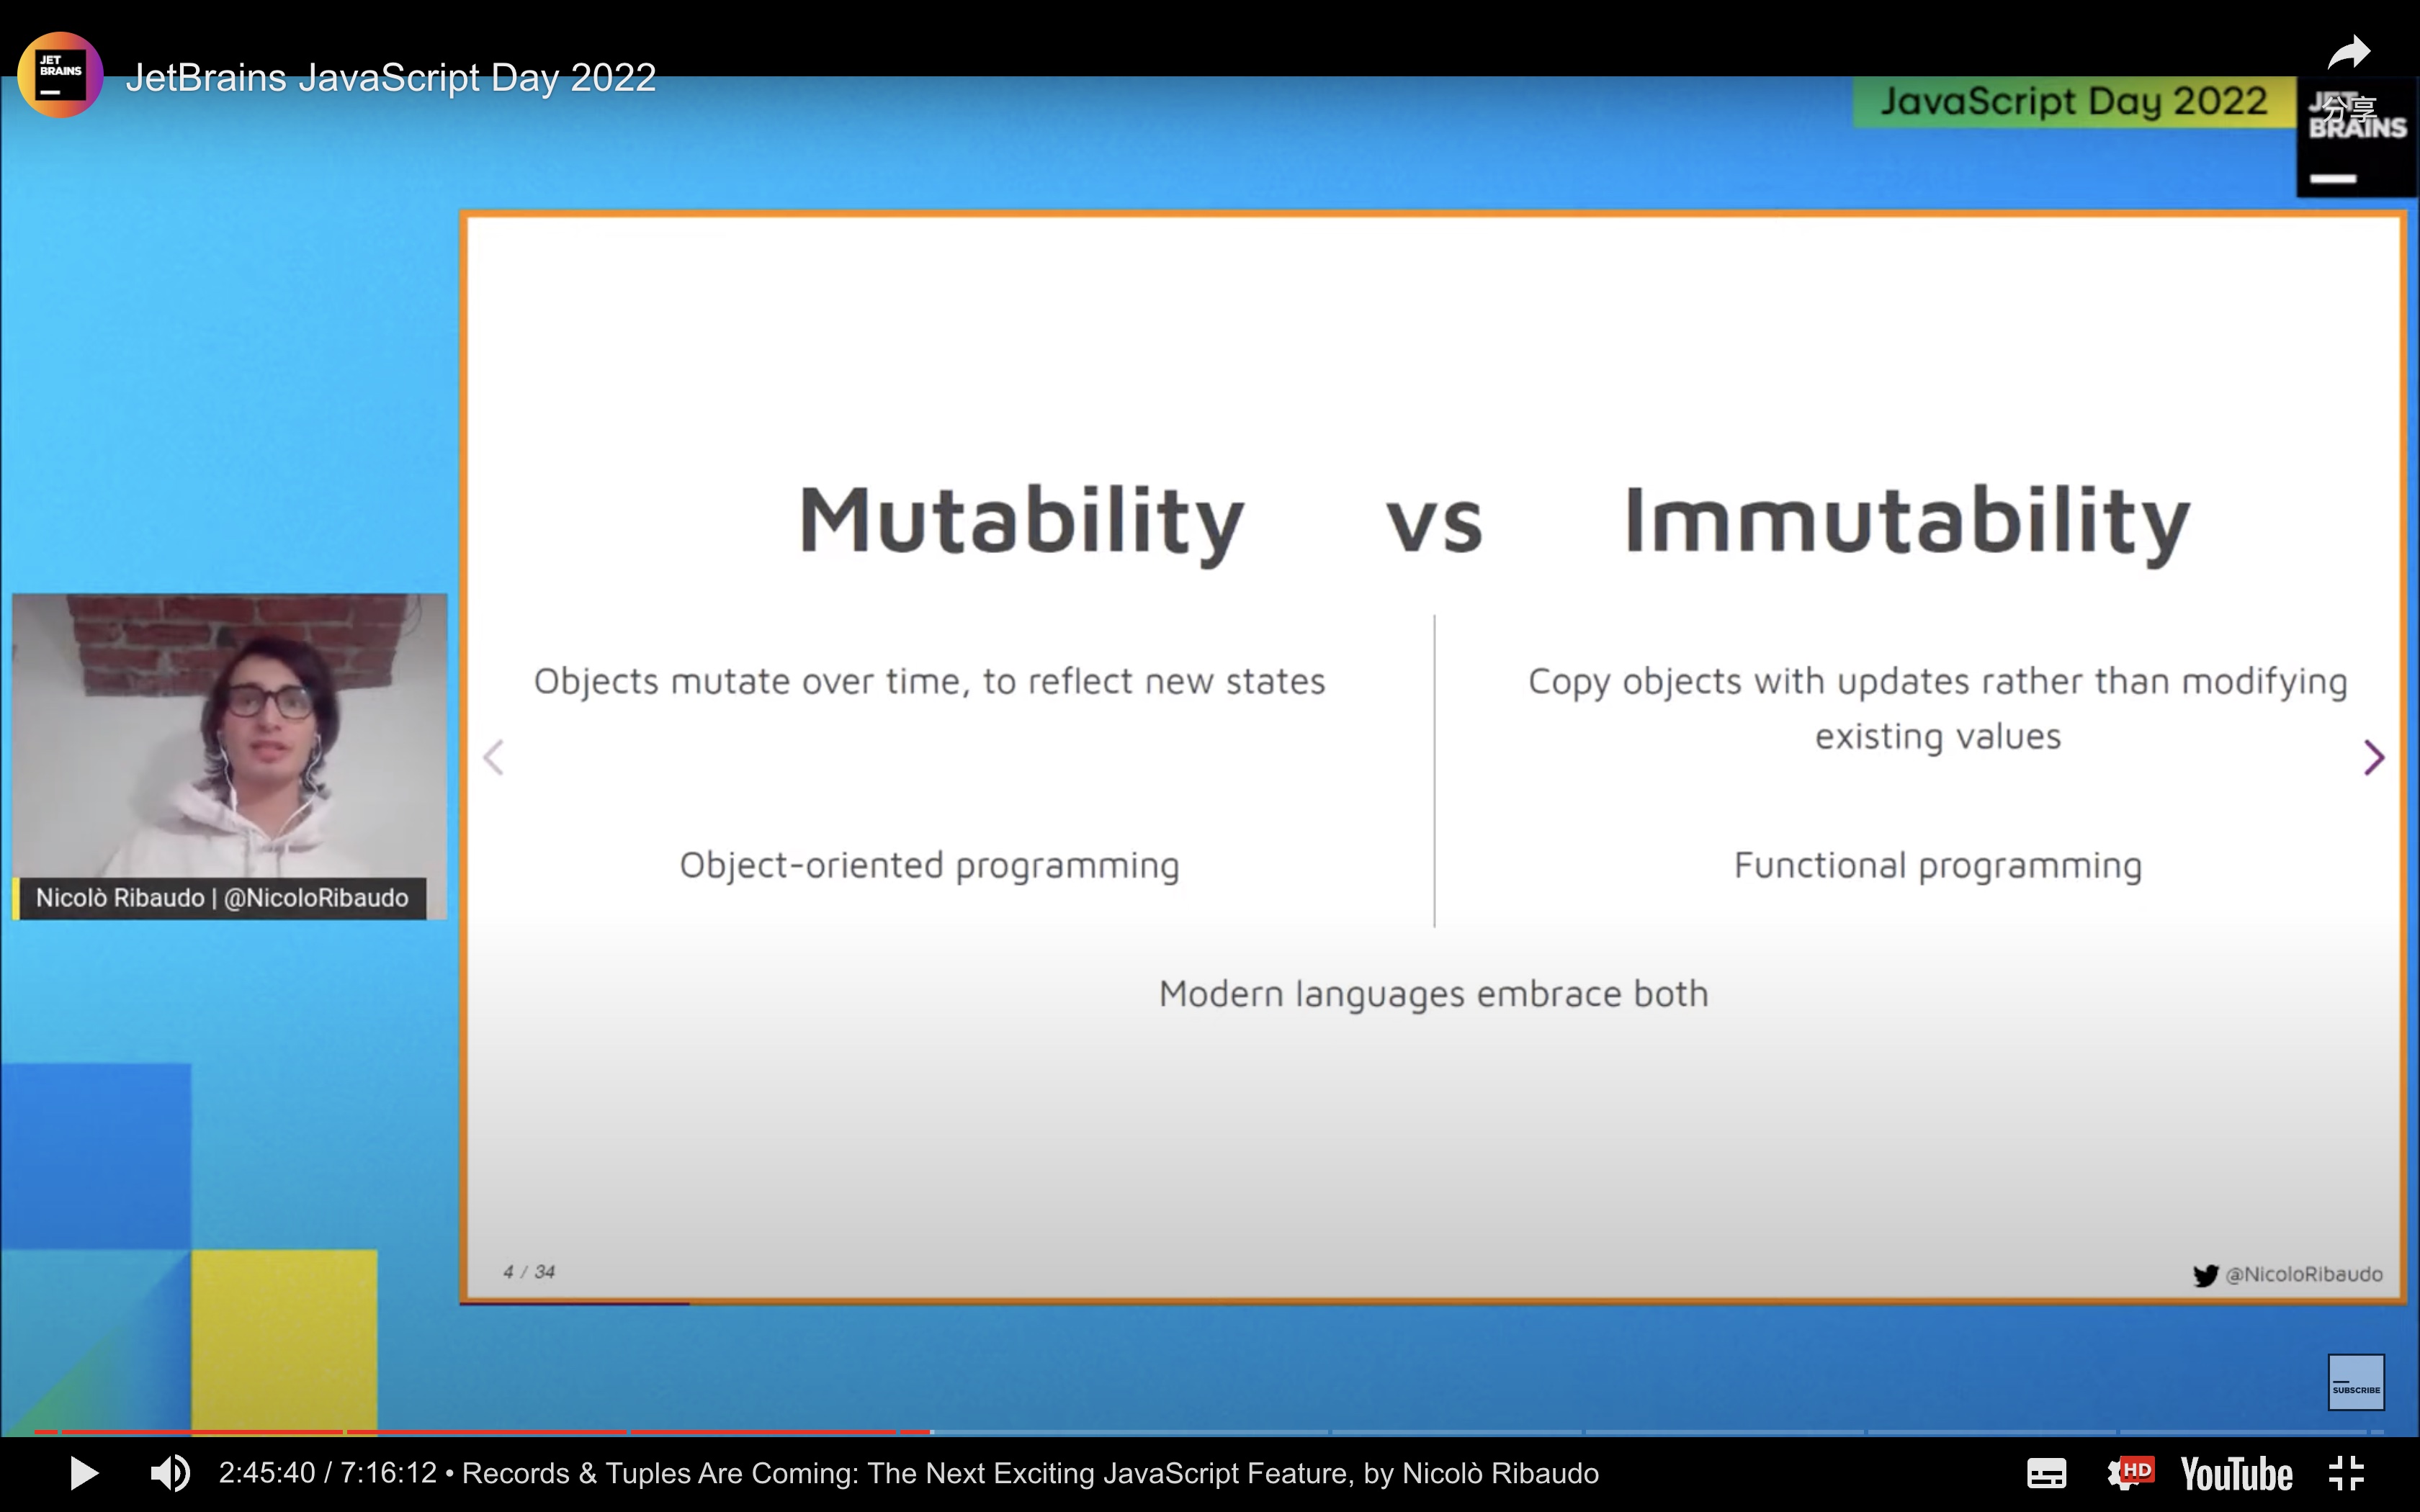 JET
BRAINS
JetBrains JavaScript Day 2022
JavaScript Day 2022
JET
BRAINS
分享
Mutability vs Immutability
Objects mutate over time, to reflect new states
Copy objects with updates rather than modifying
existing values
Object-oriented programming
Functional programming
Modern languages embrace both
Nicolò Ribaudo | @NicoloRibaudo
4 / 34
@NicoloRibaudo
SUBSCRIBE
2:45:40 / 7:16:12 • Records & Tuples Are Coming: The Next Exciting JavaScript Feature, by Nicolò Ribaudo
HD
YouTube